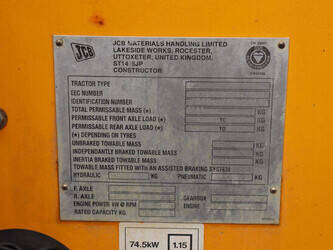 JCB
JCB MATERIALS HANDLING LIMITED
LAKESIDE WORKS, ROCESTER,
UTTOXETER, UNITED KINGDOM.
ST14 5JP
CONSTRUCTOR
TRACTOR TYPE
EEC NUMBER
IDENTIFICATION NUMBER
TOTAL PERMISSABLE MASS (*) KG
PERMISSABLE FRONT AXLE LOAD (*) TO KG
PERMISSABLE REAR AXLE LOAD (*) TO KG
(*) DEPENDING ON TYRES
UNBRAKED TOWABLE MASS KG
INDEPENDANTLY BRAKED TOWABLE MASS KG
INERTIA BRAKED TOWABLE MASS KG
TOWABLE MASS FITTED WITH AN ASSISTED BRAKING SYSTEM
HYDRAULIC KG PNEUMATIC KG
F. AXLE
R. AXLE GEARBOX
ENGINE POWER kW @ RPM ENGINE
RATED CAPACITY KG
74.5kW 1.15